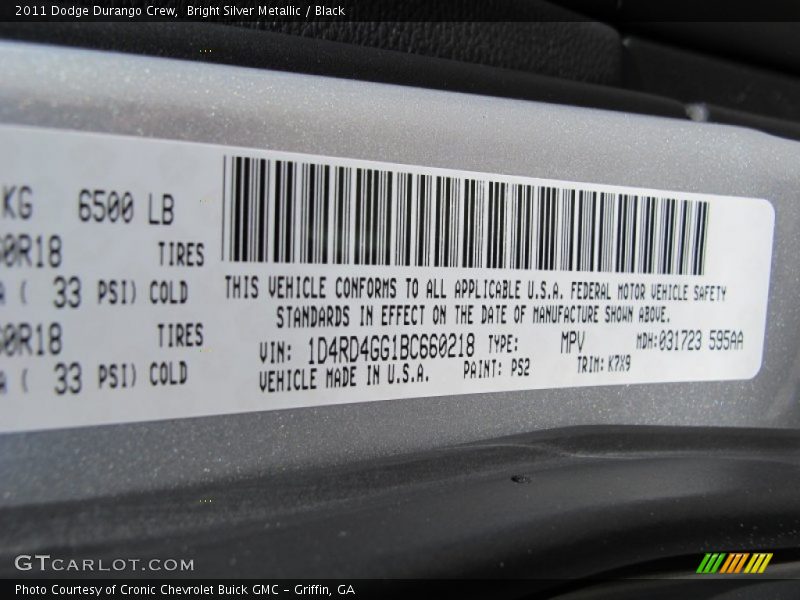 2011 Dodge Durango Crew,  Bright Silver Metallic / Black
KG 6500 LB
60R18 TIRES
( 33 PSI) COLD
60R18 TIRES
( 33 PSI) COLD
THIS VEHICLE CONFORMS TO ALL APPLICABLE U.S.A. FEDERAL MOTOR VEHICLE SAFETY
STANDARDS IN EFFECT ON THE DATE OF MANUFACTURE SHOWN ABOVE.
VIN: 1D4RD4GG1BC660218 TYPE: MPV MDH:031723 595AA
VEHICLE MADE IN U.S.A. PAINT: PS2 TRIM: K7X9
GTCARLOT.COM
Photo Courtesy of Cronic Chevrolet Buick GMC – Griffin, GA